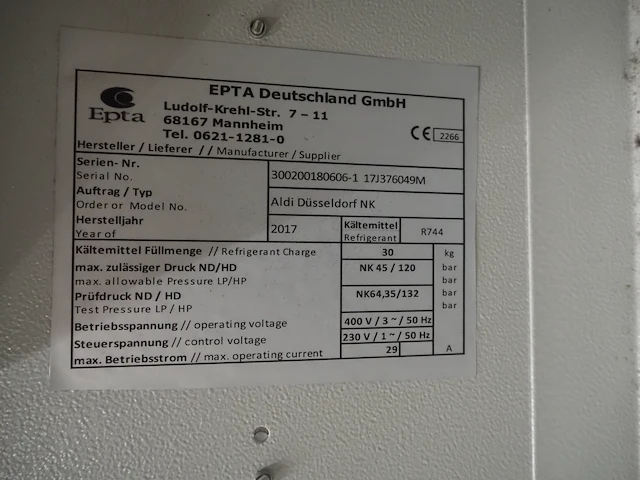 EPTA Deutschland GmbH
Epta
Ludolf-Krehl-Str. 7 – 11
68167 Mannheim
Tel. 0621-1281-0
CE 2266
Hersteller / Lieferer // Manufacturer / Supplier
Serien- Nr.
Serial No.
300200180606-1 17J376049M
Auftrag / Typ
Order or Model No.
Aldi Düsseldorf NK
Herstelljahr
Year of
2017
Kältemittel
Refrigerant
R744
Kältemittel Füllmenge // Refrigerant Charge 30 kg
max. zulässiger Druck ND/HD NK 45 / 120 bar
max. allowable Pressure LP/HP bar
Prüfdruck ND / HD NK64,35/132 bar
Test Pressure LP / HP bar
Betriebsspannung // operating voltage 400 V / 3 ~ / 50 Hz
Steuerspannung // control voltage 230 V / 1 ~ / 50 Hz
max. Betriebsstrom // max. operating current 29 A